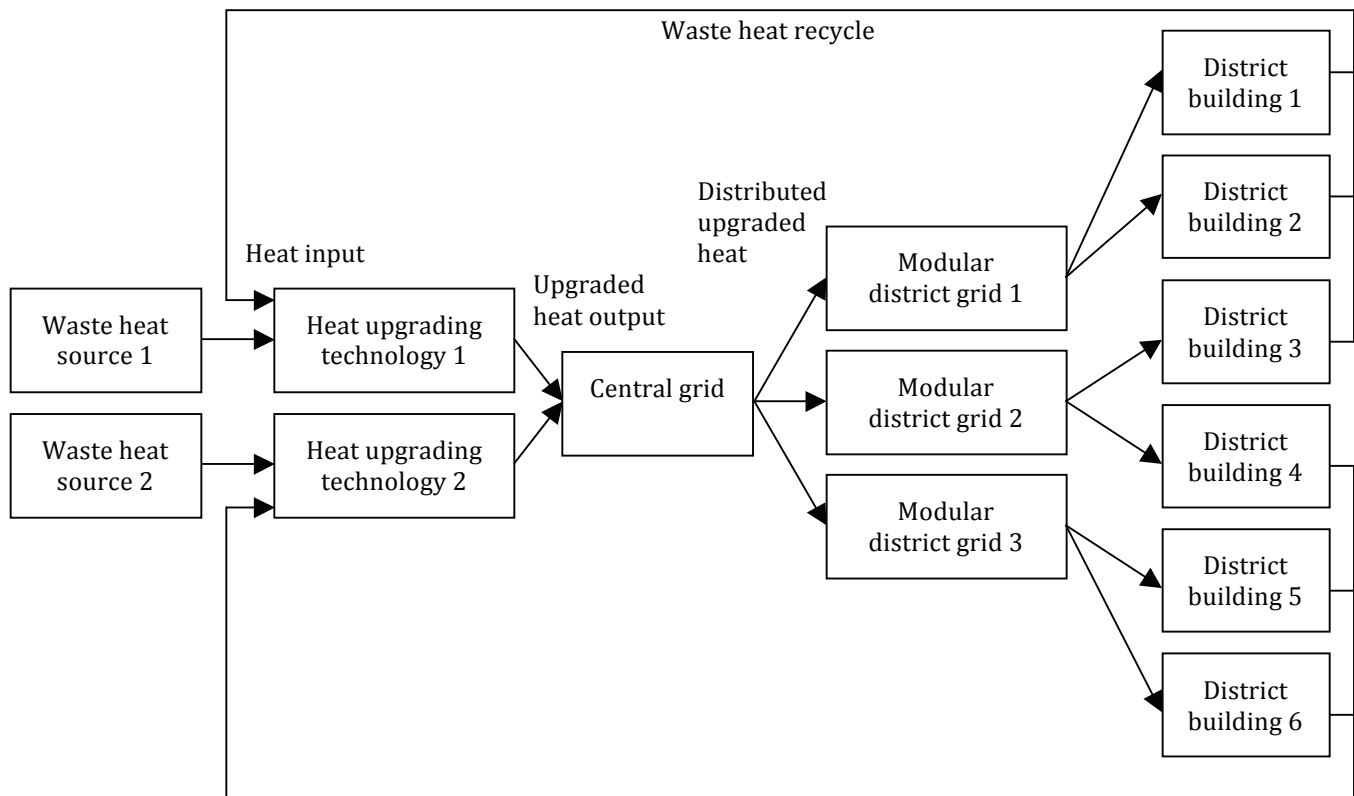 Waste heat recycle
Heat input
Waste heat
source 1
Waste heat
source 2
Heat upgrading
technology 1
Heat upgrading
technology 2
Upgraded
heat output
Central grid
Distributed
upgraded
heat
Modular
district grid 1
Modular
district grid 2
Modular
district grid 3
District
building 1
District
building 2
District
building 3
District
building 4
District
building 5
District
building 6